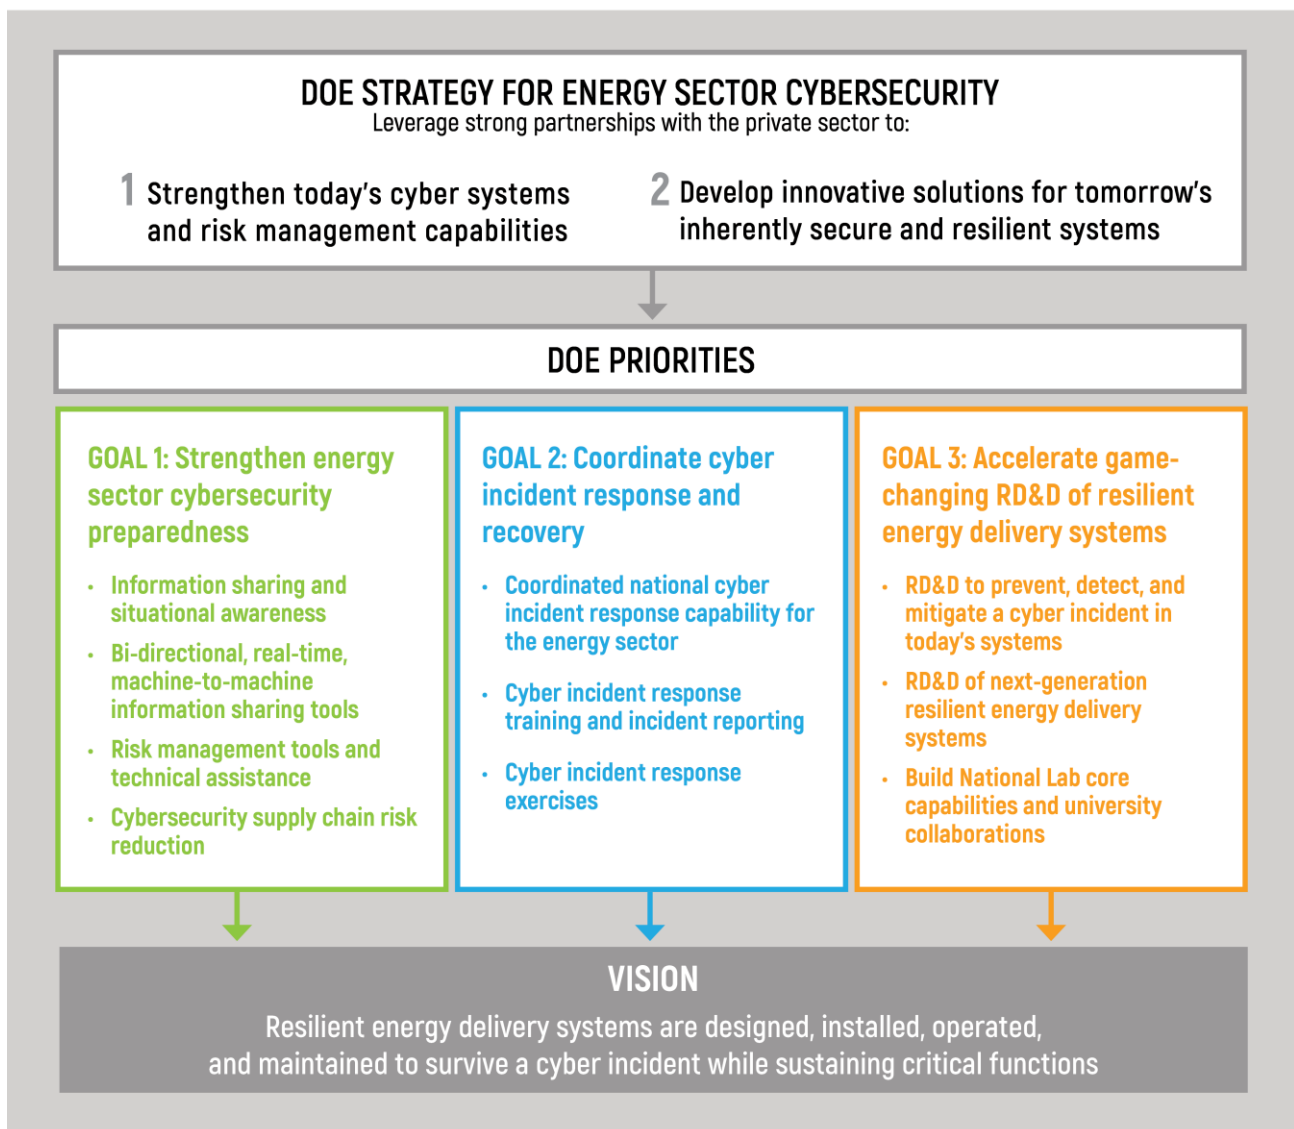 DOE STRATEGY FOR ENERGY SECTOR CYBERSECURITY
Leverage strong partnerships with the private sector to:
1 Strengthen today's cyber systems
and risk management capabilities
2 Develop innovative solutions for tomorrow's
inherently secure and resilient systems
DOE PRIORITIES
GOAL 1: Strengthen energy
sector cybersecurity
preparedness
• Information sharing and
situational awareness
• Bi-directional, real-time,
machine-to-machine
information sharing tools
• Risk management tools and
technical assistance
• Cybersecurity supply chain risk
reduction
GOAL 2: Coordinate cyber
incident response and
recovery
• Coordinated national cyber
incident response capability for
the energy sector
• Cyber incident response
training and incident reporting
• Cyber incident response
exercises
GOAL 3: Accelerate game-
changing RD&D of resilient
energy delivery systems
• RD&D to prevent, detect, and
mitigate a cyber incident in
today's systems
• RD&D of next-generation
resilient energy delivery
systems
• Build National Lab core
capabilities and university
collaborations
VISION
Resilient energy delivery systems are designed, installed, operated,
and maintained to survive a cyber incident while sustaining critical functions